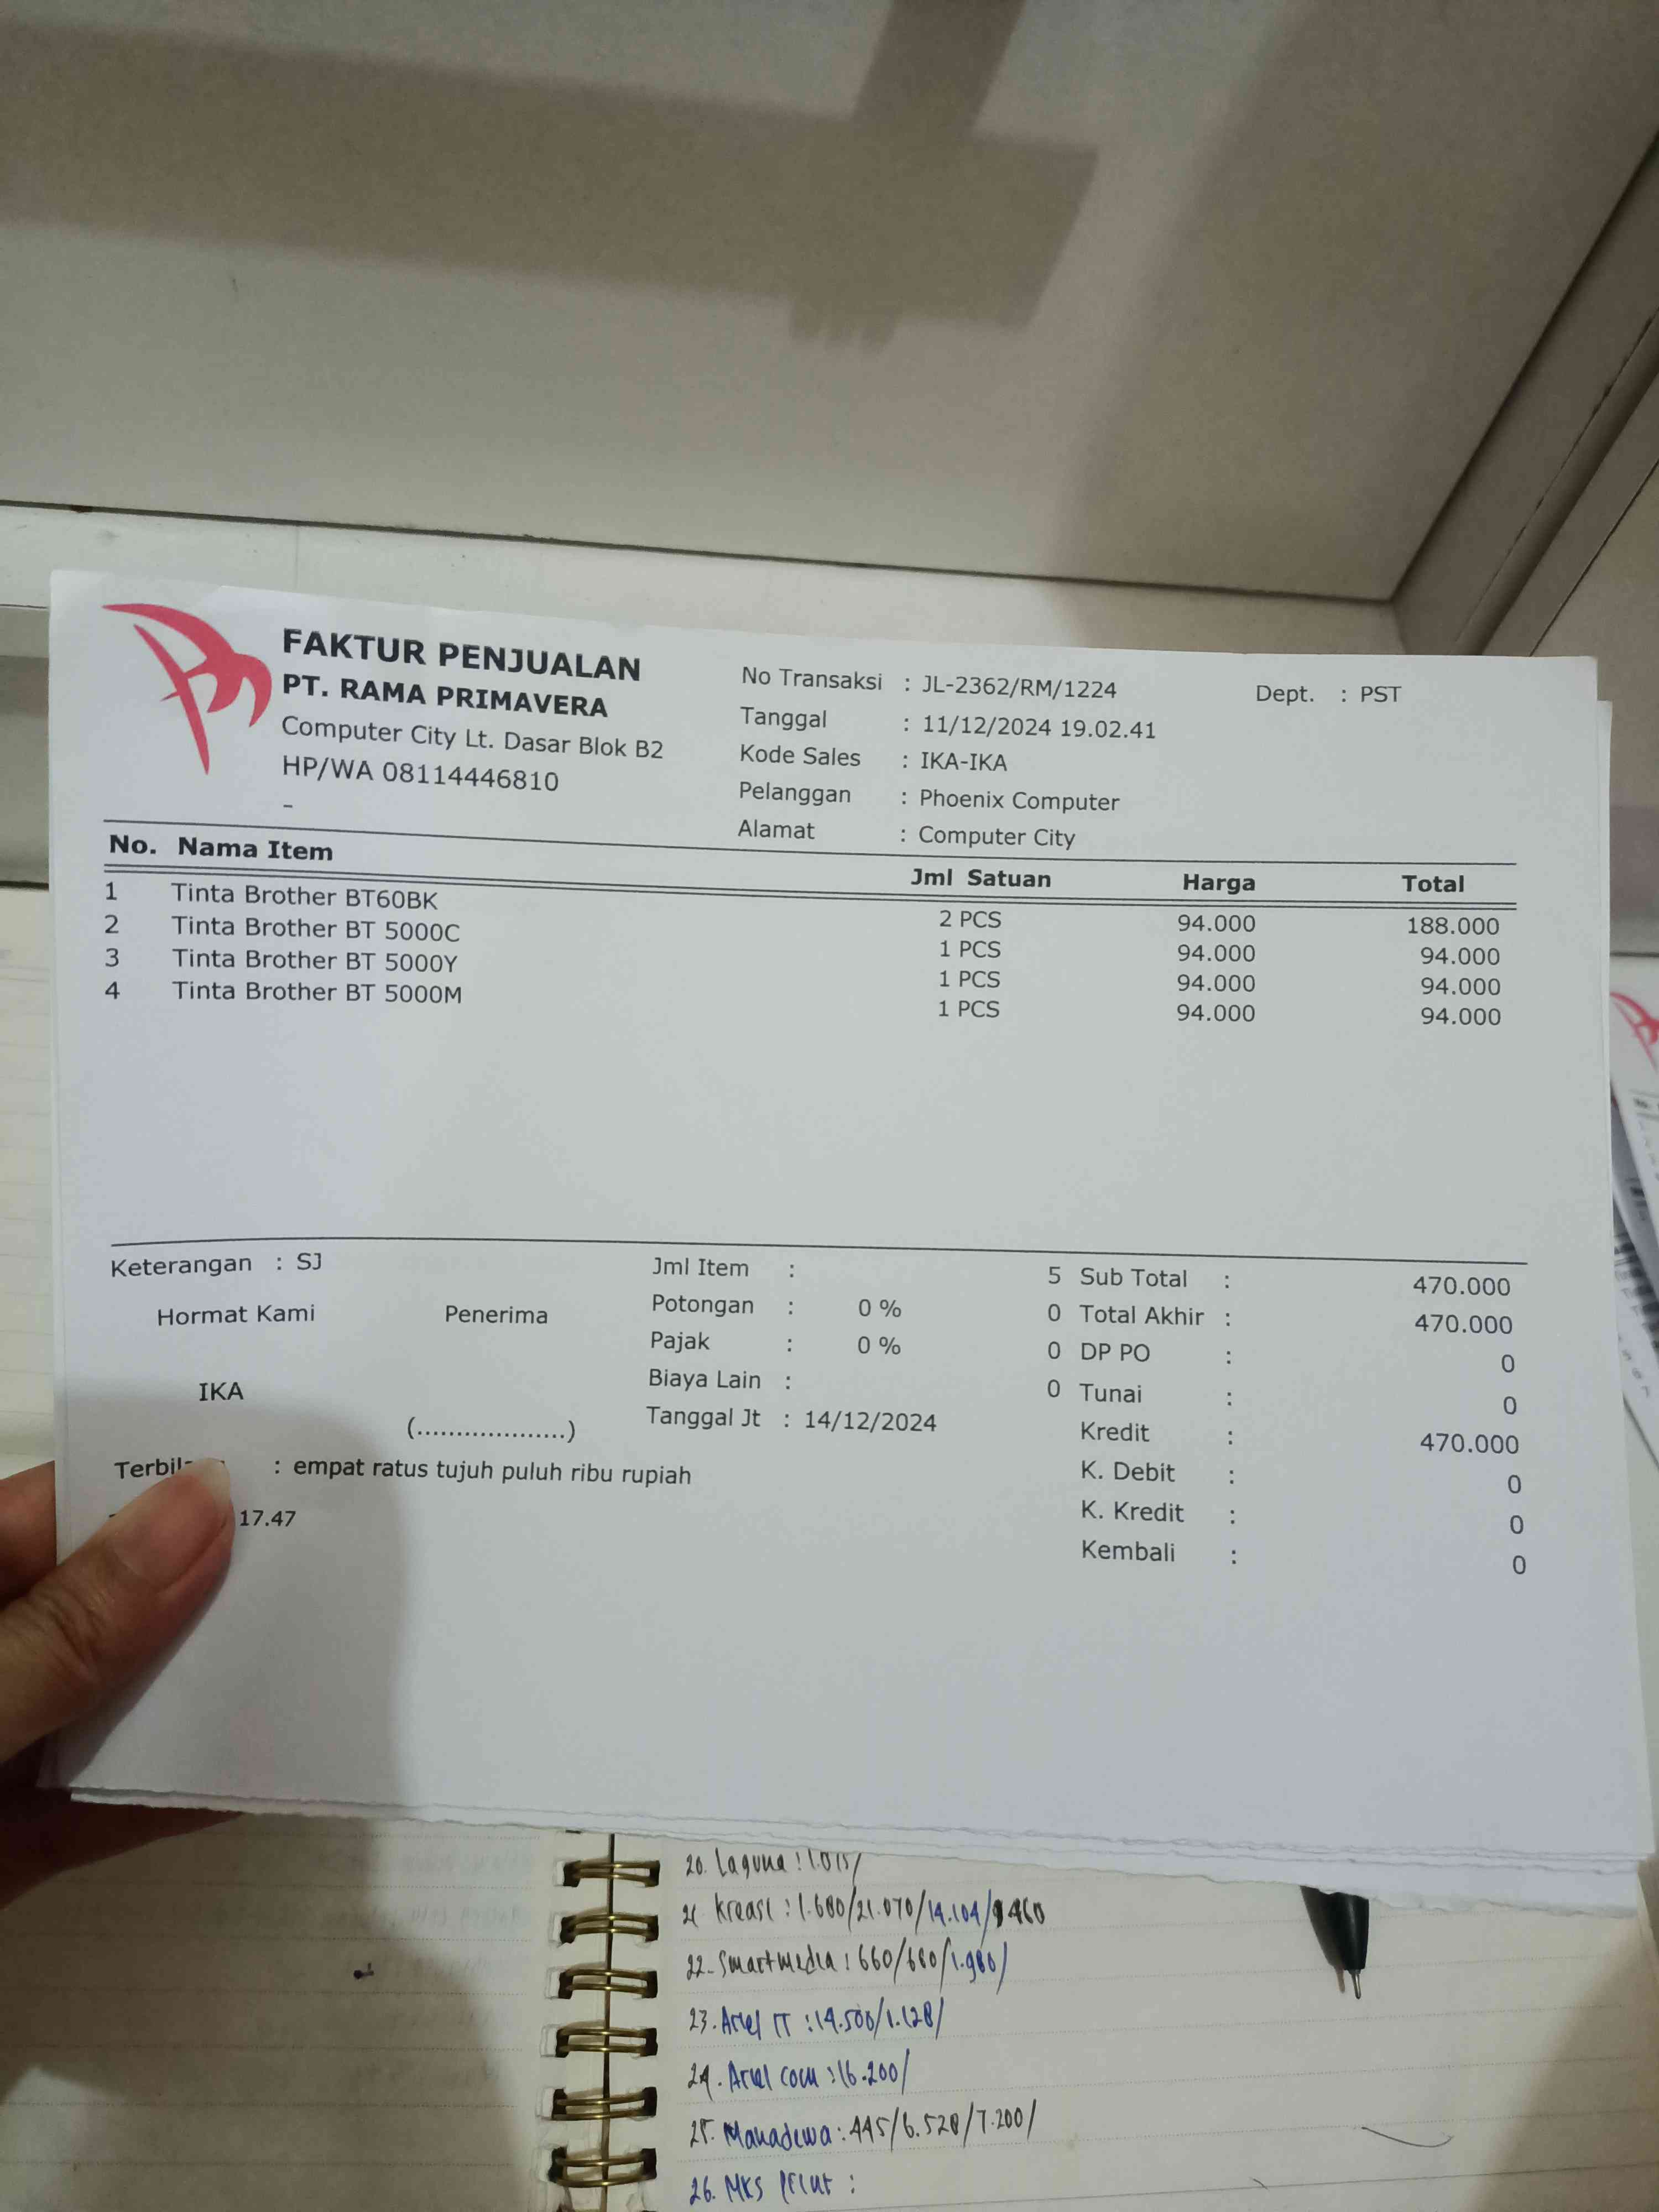 FAKTUR PENJUALAN
PT. RAMA PRIMAVERA
Computer City Lt. Dasar Blok B2
HP/WA 08114446810
-
No Transaksi : JL-2362/RM/1224 Dept. : PST
Tanggal : 11/12/2024 19.02.41
Kode Sales : IKA-IKA
Pelanggan : Phoenix Computer
Alamat : Computer City
No. Nama Item Jml Satuan Harga Total
1 Tinta Brother BT60BK 2 PCS 94.000 188.000
2 Tinta Brother BT 5000C 1 PCS 94.000 94.000
3 Tinta Brother BT 5000Y 1 PCS 94.000 94.000
4 Tinta Brother BT 5000M 1 PCS 94.000 94.000
Keterangan : SJ
Hormat Kami Penerima
IKA
(...................)
Jml Item : 5
Potongan : 0 % 0
Pajak : 0 % 0
Biaya Lain : 0
Tanggal Jt : 14/12/2024
Sub Total : 470.000
Total Akhir : 470.000
DP PO : 0
Tunai : 0
Kredit : 470.000
K. Debit : 0
K. Kredit : 0
Kembali : 0
: empat ratus tujuh puluh ribu rupiah
17.47
20. Laguna : 1.015/
21 kreasi : 1.680/21.070/14.104/
22. Smartmedia : 660/680/1.980/
23. Ariel IT : 14.500/1.128/
24. Ariel com : 16.200/
25. Manadewa : 445/6.528/7.200/
26. MKS Print :